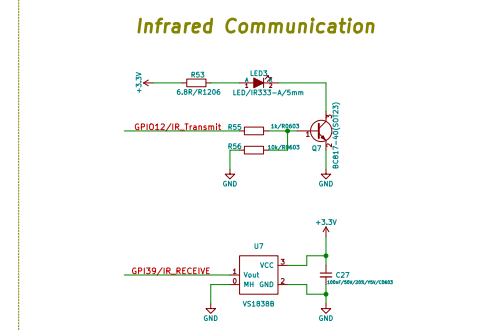 Infrared Communication
+3.3V
R53
6.8R/R1206
LED3
A
1
2
LED/IR333-A/5mm
GPIO12/IR_Transmit
R55
1k/R0603
R56
10k/R0603
1
3
2
Q7
BC817-40(SOT23)
GND
GND
+3.3V
U7
GPI39/IR_RECEIVE
1
Vout
VCC
3
0
MH
GND
2
VS1838B
C27
100nF/50V/20%/Y5V/C0603
GND
GND